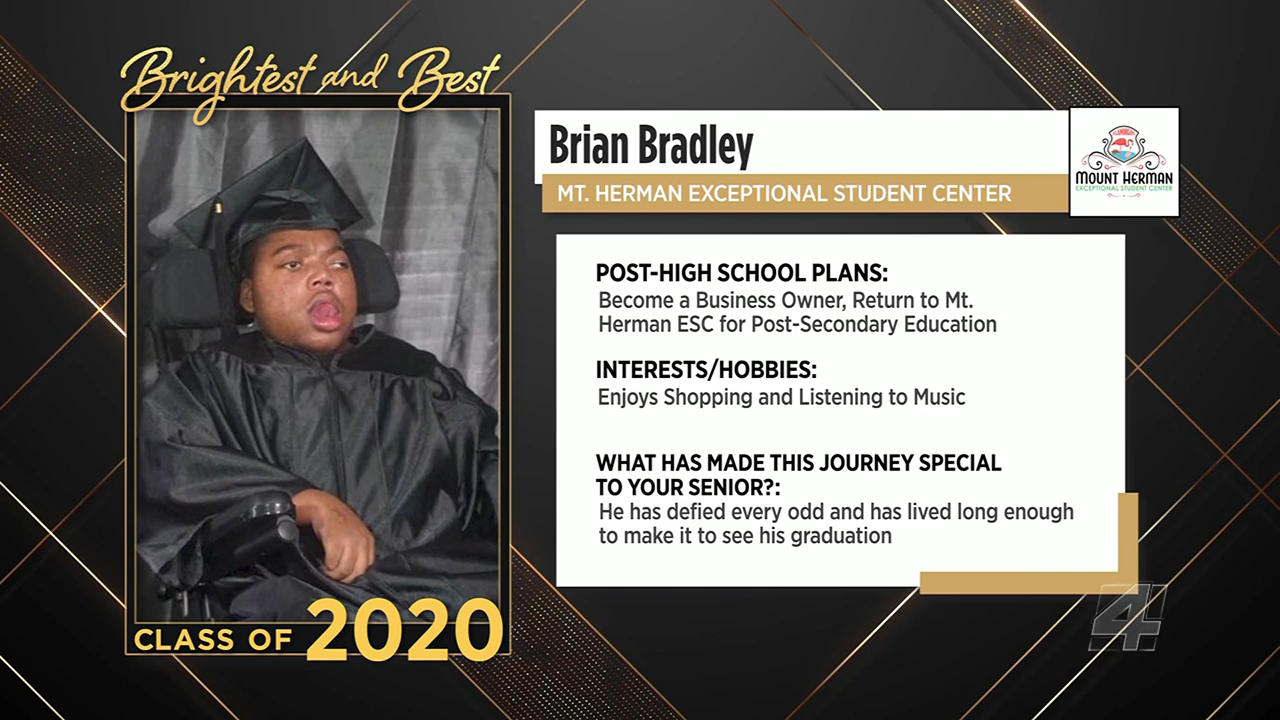 Brightest and Best
Brian Bradley
MT. HERMAN EXCEPTIONAL STUDENT CENTER
FLAMINGOS
MOUNT HERMAN
EXCEPTIONAL STUDENT CENTER
POST-HIGH SCHOOL PLANS:
Become a Business Owner, Return to Mt.
Herman ESC for Post-Secondary Education
INTERESTS/HOBBIES:
Enjoys Shopping and Listening to Music
WHAT HAS MADE THIS JOURNEY SPECIAL
TO YOUR SENIOR?:
He has defied every odd and has lived long enough
to make it to see his graduation
CLASS OF 2020
4